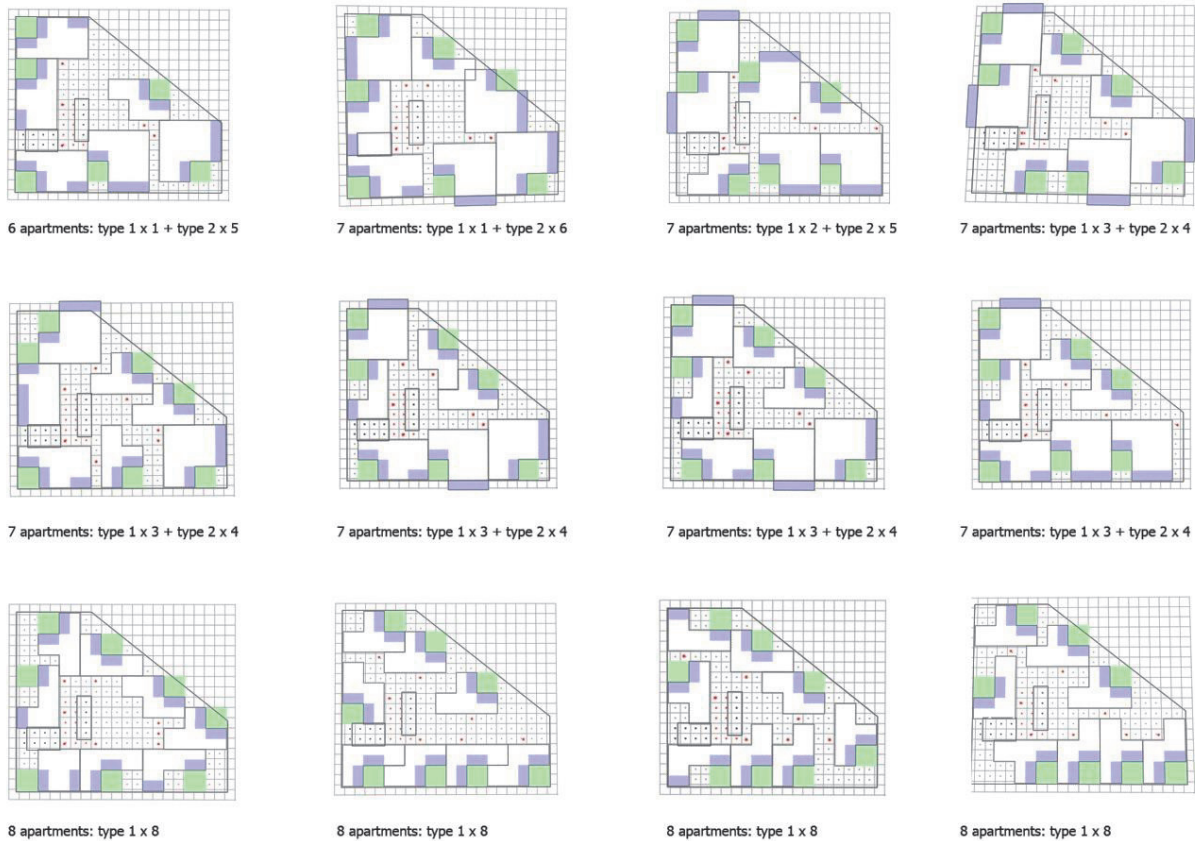 6 apartments: type 1 x 1 + type 2 x 5
7 apartments: type 1 x 1 + type 2 x 6
7 apartments: type 1 x 2 + type 2 x 5
7 apartments: type 1 x 3 + type 2 x 4
7 apartments: type 1 x 3 + type 2 x 4
7 apartments: type 1 x 3 + type 2 x 4
7 apartments: type 1 x 3 + type 2 x 4
7 apartments: type 1 x 3 + type 2 x 4
8 apartments: type 1 x 8
8 apartments: type 1 x 8
8 apartments: type 1 x 8
8 apartments: type 1 x 8